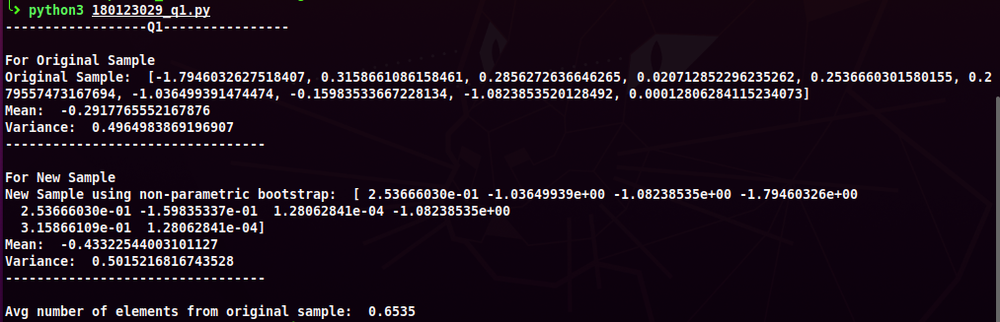 python3 180123029_q1.py
-----------------Q1---------------
For Original Sample
Original Sample:  [-1.7946032627518407, 0.3158661086158461, 0.2856272636646265, 0.020712852296235262, 0.2536660301580155, 0.2
795574731​67694, -1.036499391474474, -0.15983533667228134, -1.0823853520128492, 0.00012806284115234073]
Mean:  -0.2917765552167876
Variance:  0.4964983869196907
--------------------------------
For New Sample
New Sample using non-parametric bootstrap:  [ 2.53666030e-01 -1.03649939e+00 -1.08238535e+00 -1.79460326e+00
  2.53666030e-01 -1.59835337e-01  1.28062841e-04 -1.08238535e+00
  3.15866109e-01  1.28062841e-04]
Mean:  -0.43322544003101127
Variance:  0.5015216816743528
--------------------------------
Avg number of elements from original sample:  0.6535